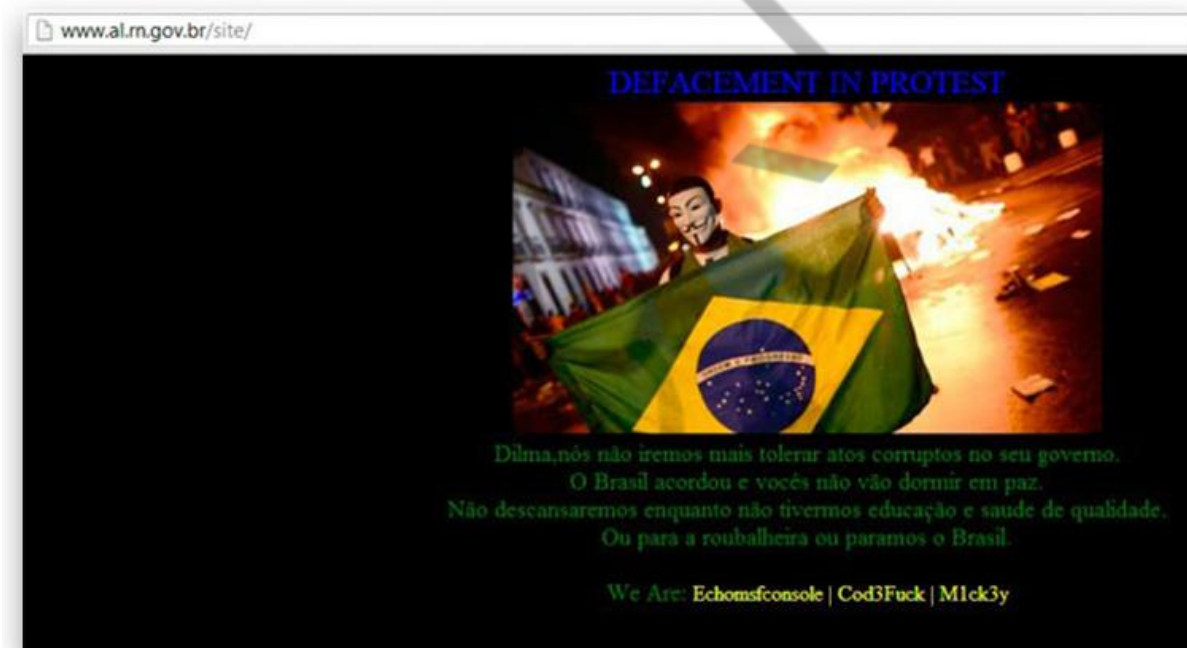 www.al.rn.gov.br/site/
DEFACEMENT IN PROTEST
ORDEM E PROGRESSO
Dilma,nós não iremos mais tolerar atos corruptos no seu governo.
O Brasil acordou e vocês não vão dormir em paz.
Não descansaremos enquanto não tivermos educação e saude de qualidade.
Ou para a roubalheira ou paramos o Brasil.
We Are: Echomsfconsole | Cod3Fuck | M1ck3y